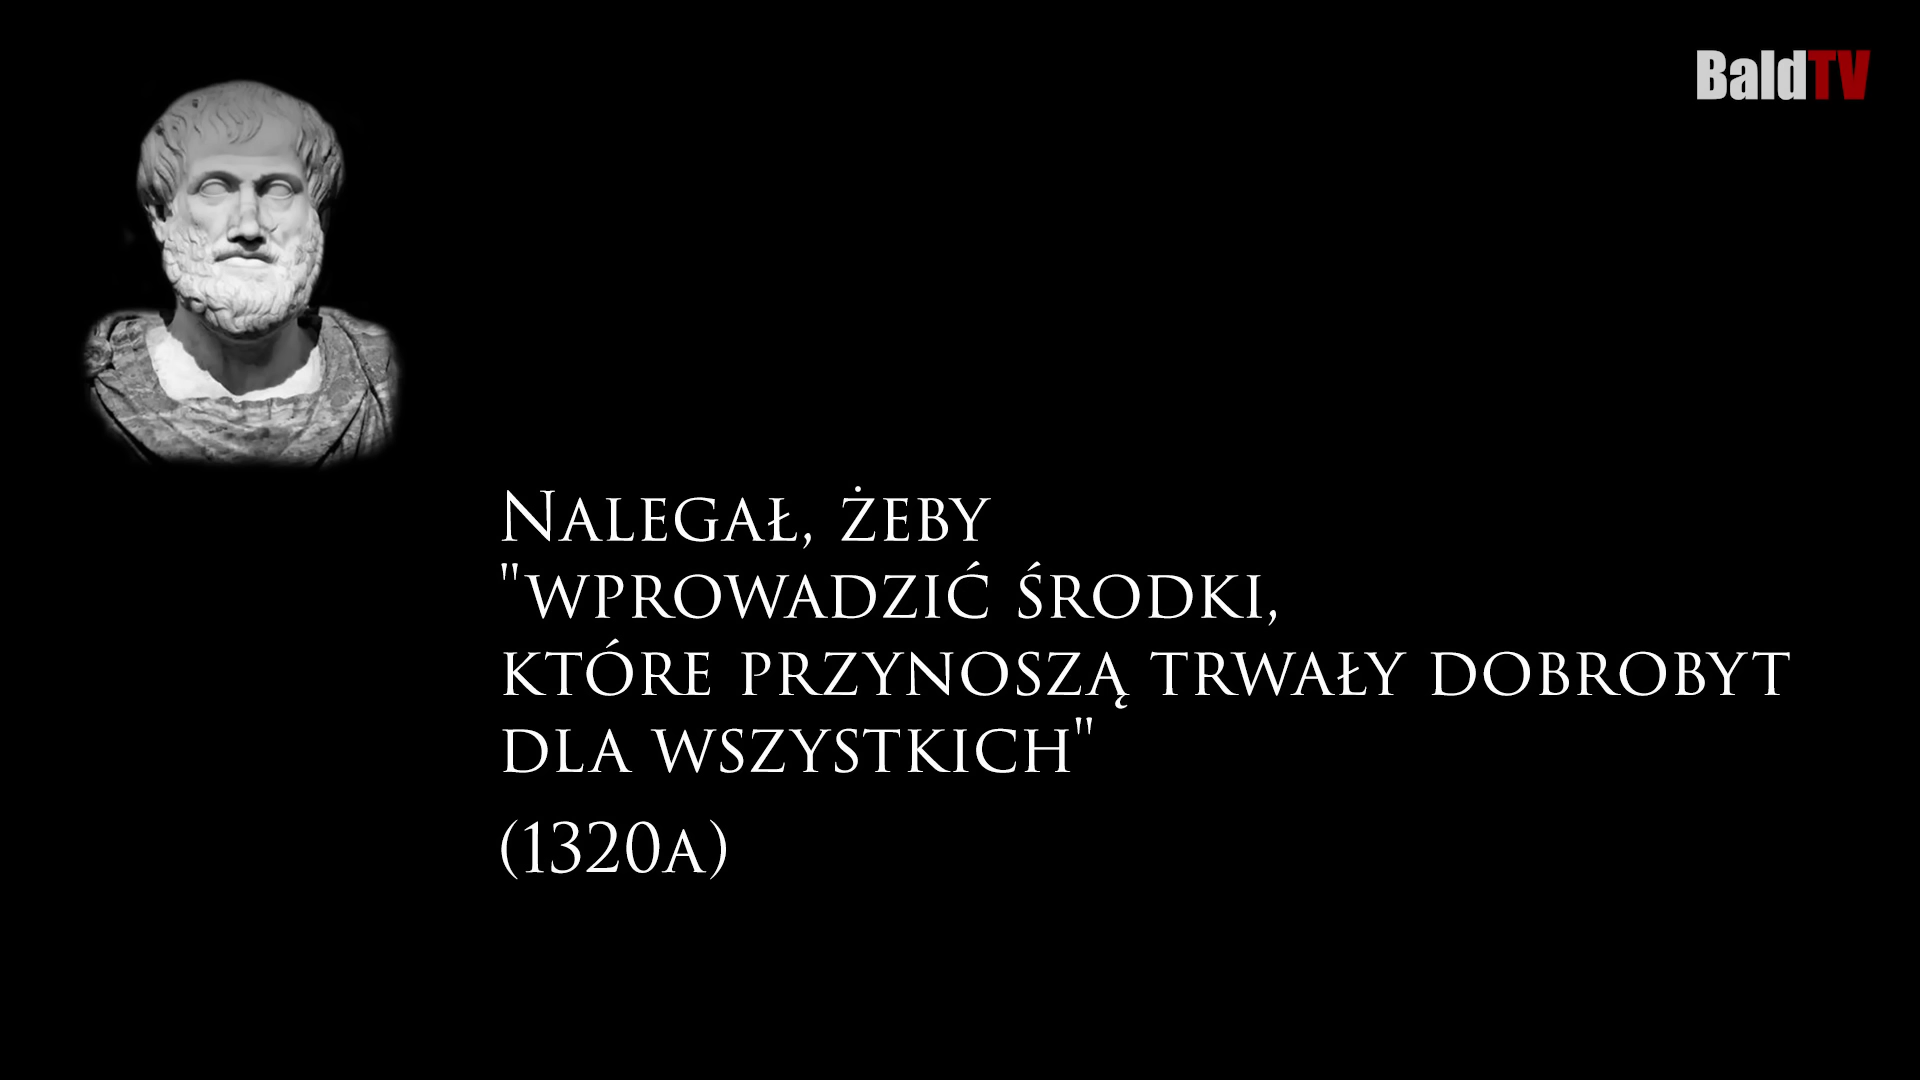 BaldTV
Nalegał, żeby
"wprowadzić środki,
które przynoszą trwały dobrobyt
dla wszystkich"
(1320a)